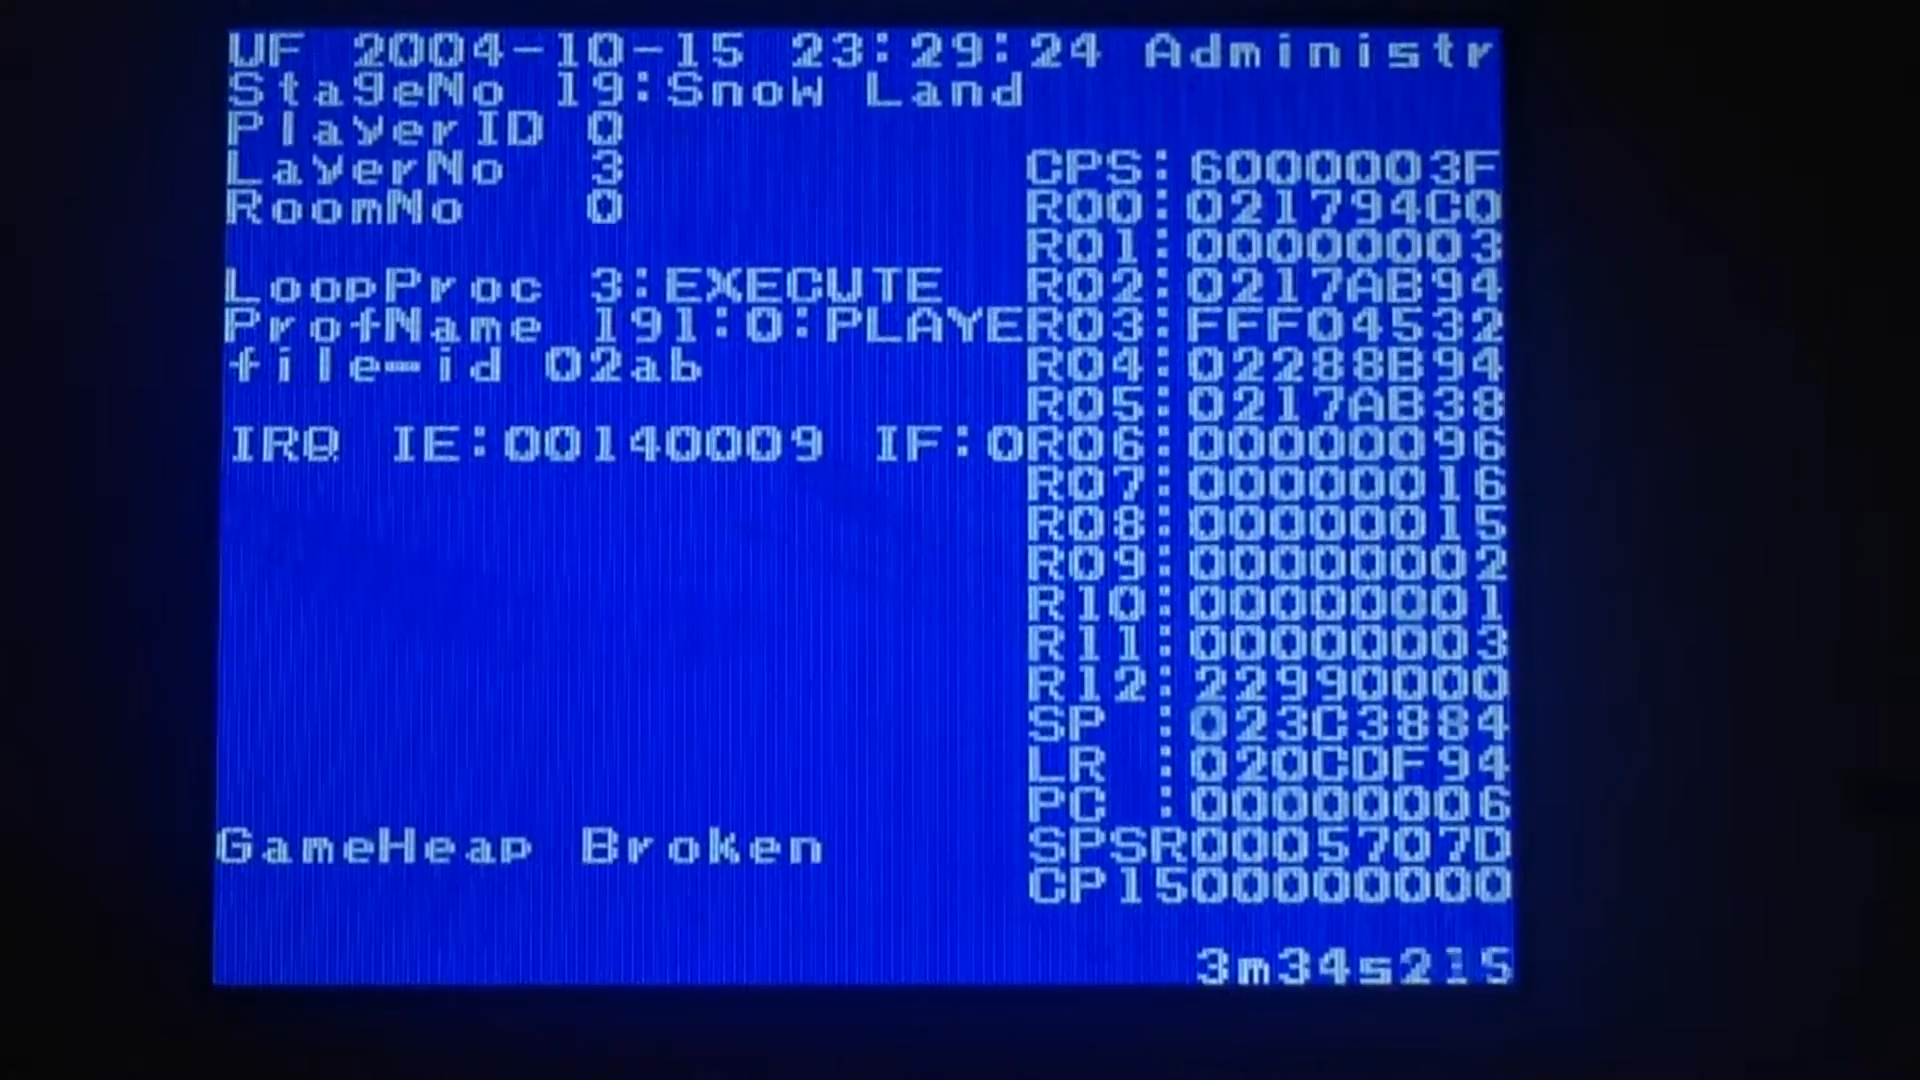 UF 2004-10-15 23:29:24 Administr
StageNo 19:Snow Land
PlayerID 0
LayerNo 3
RoomNo 0
LoopProc 3:EXECUTE
ProfName 191:0:PLAYE
file-id 02ab
IRQ IE:00140009 IF:0
GameHeap Broken
CPS:6000003F
R00:021794C0
R01:00000003
R02:0217AB94
R03:FFF04532
R04:02288B94
R05:0217AB38
R06:00000096
R07:00000016
R08:00000015
R09:00000002
R10:00000001
R11:00000003
R12:22990000
SP :023C3884
LR :020CDF94
PC :00000006
SPSR0005707D
CP1500000000
3m34s215